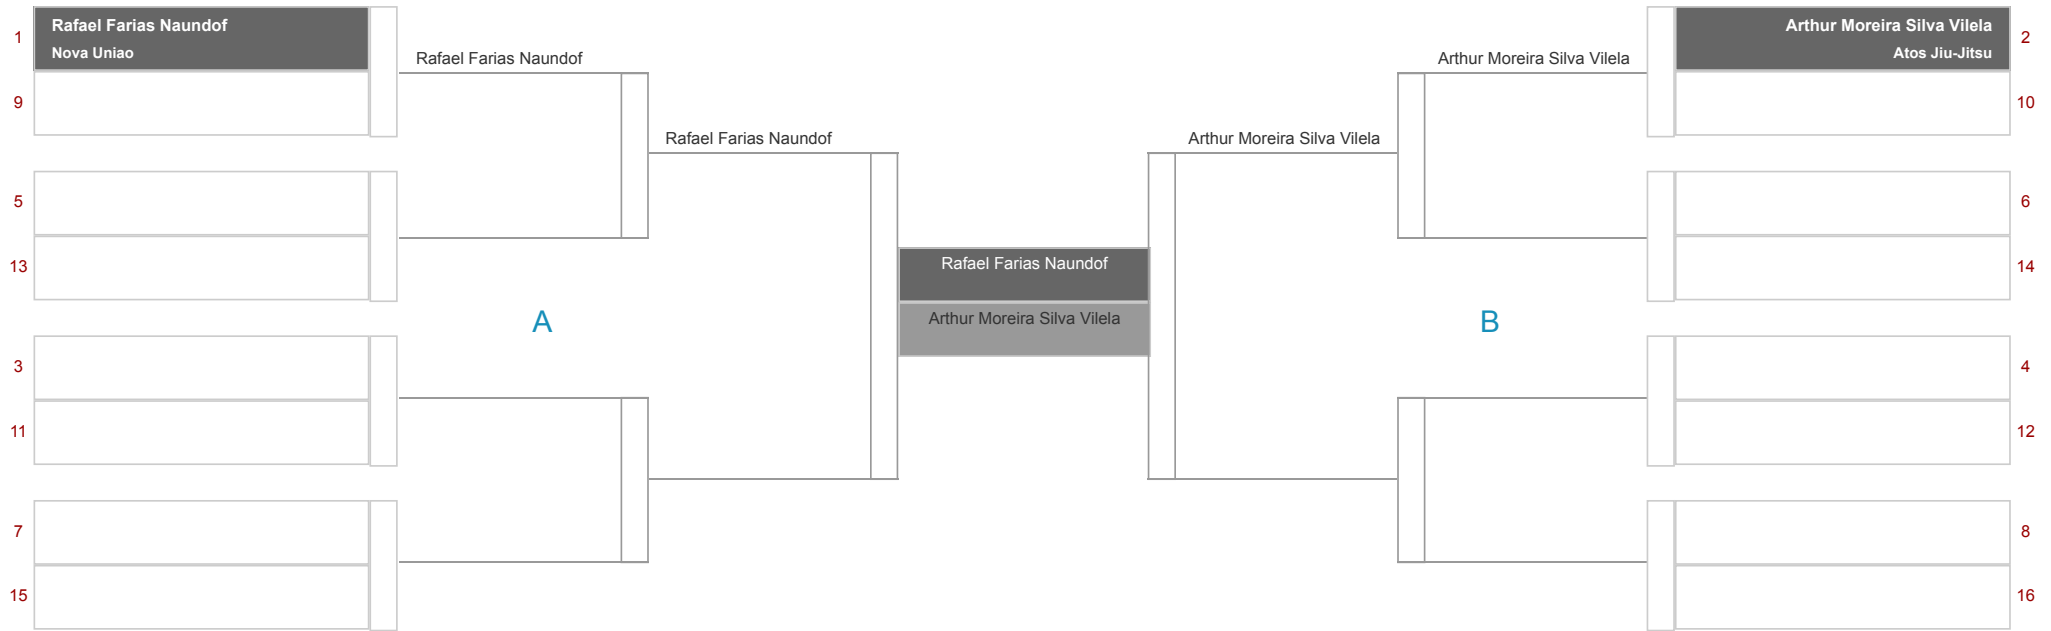 1
Rafael Farias Naundof
Nova Uniao
9
5
13
3
11
7
15
Rafael Farias Naundof
Rafael Farias Naundof
A
Rafael Farias Naundof
Arthur Moreira Silva Vilela
Arthur Moreira Silva Vilela
B
Arthur Moreira Silva Vilela
Arthur Moreira Silva Vilela
Atos Jiu-Jitsu
2
10
6
14
4
12
8
16